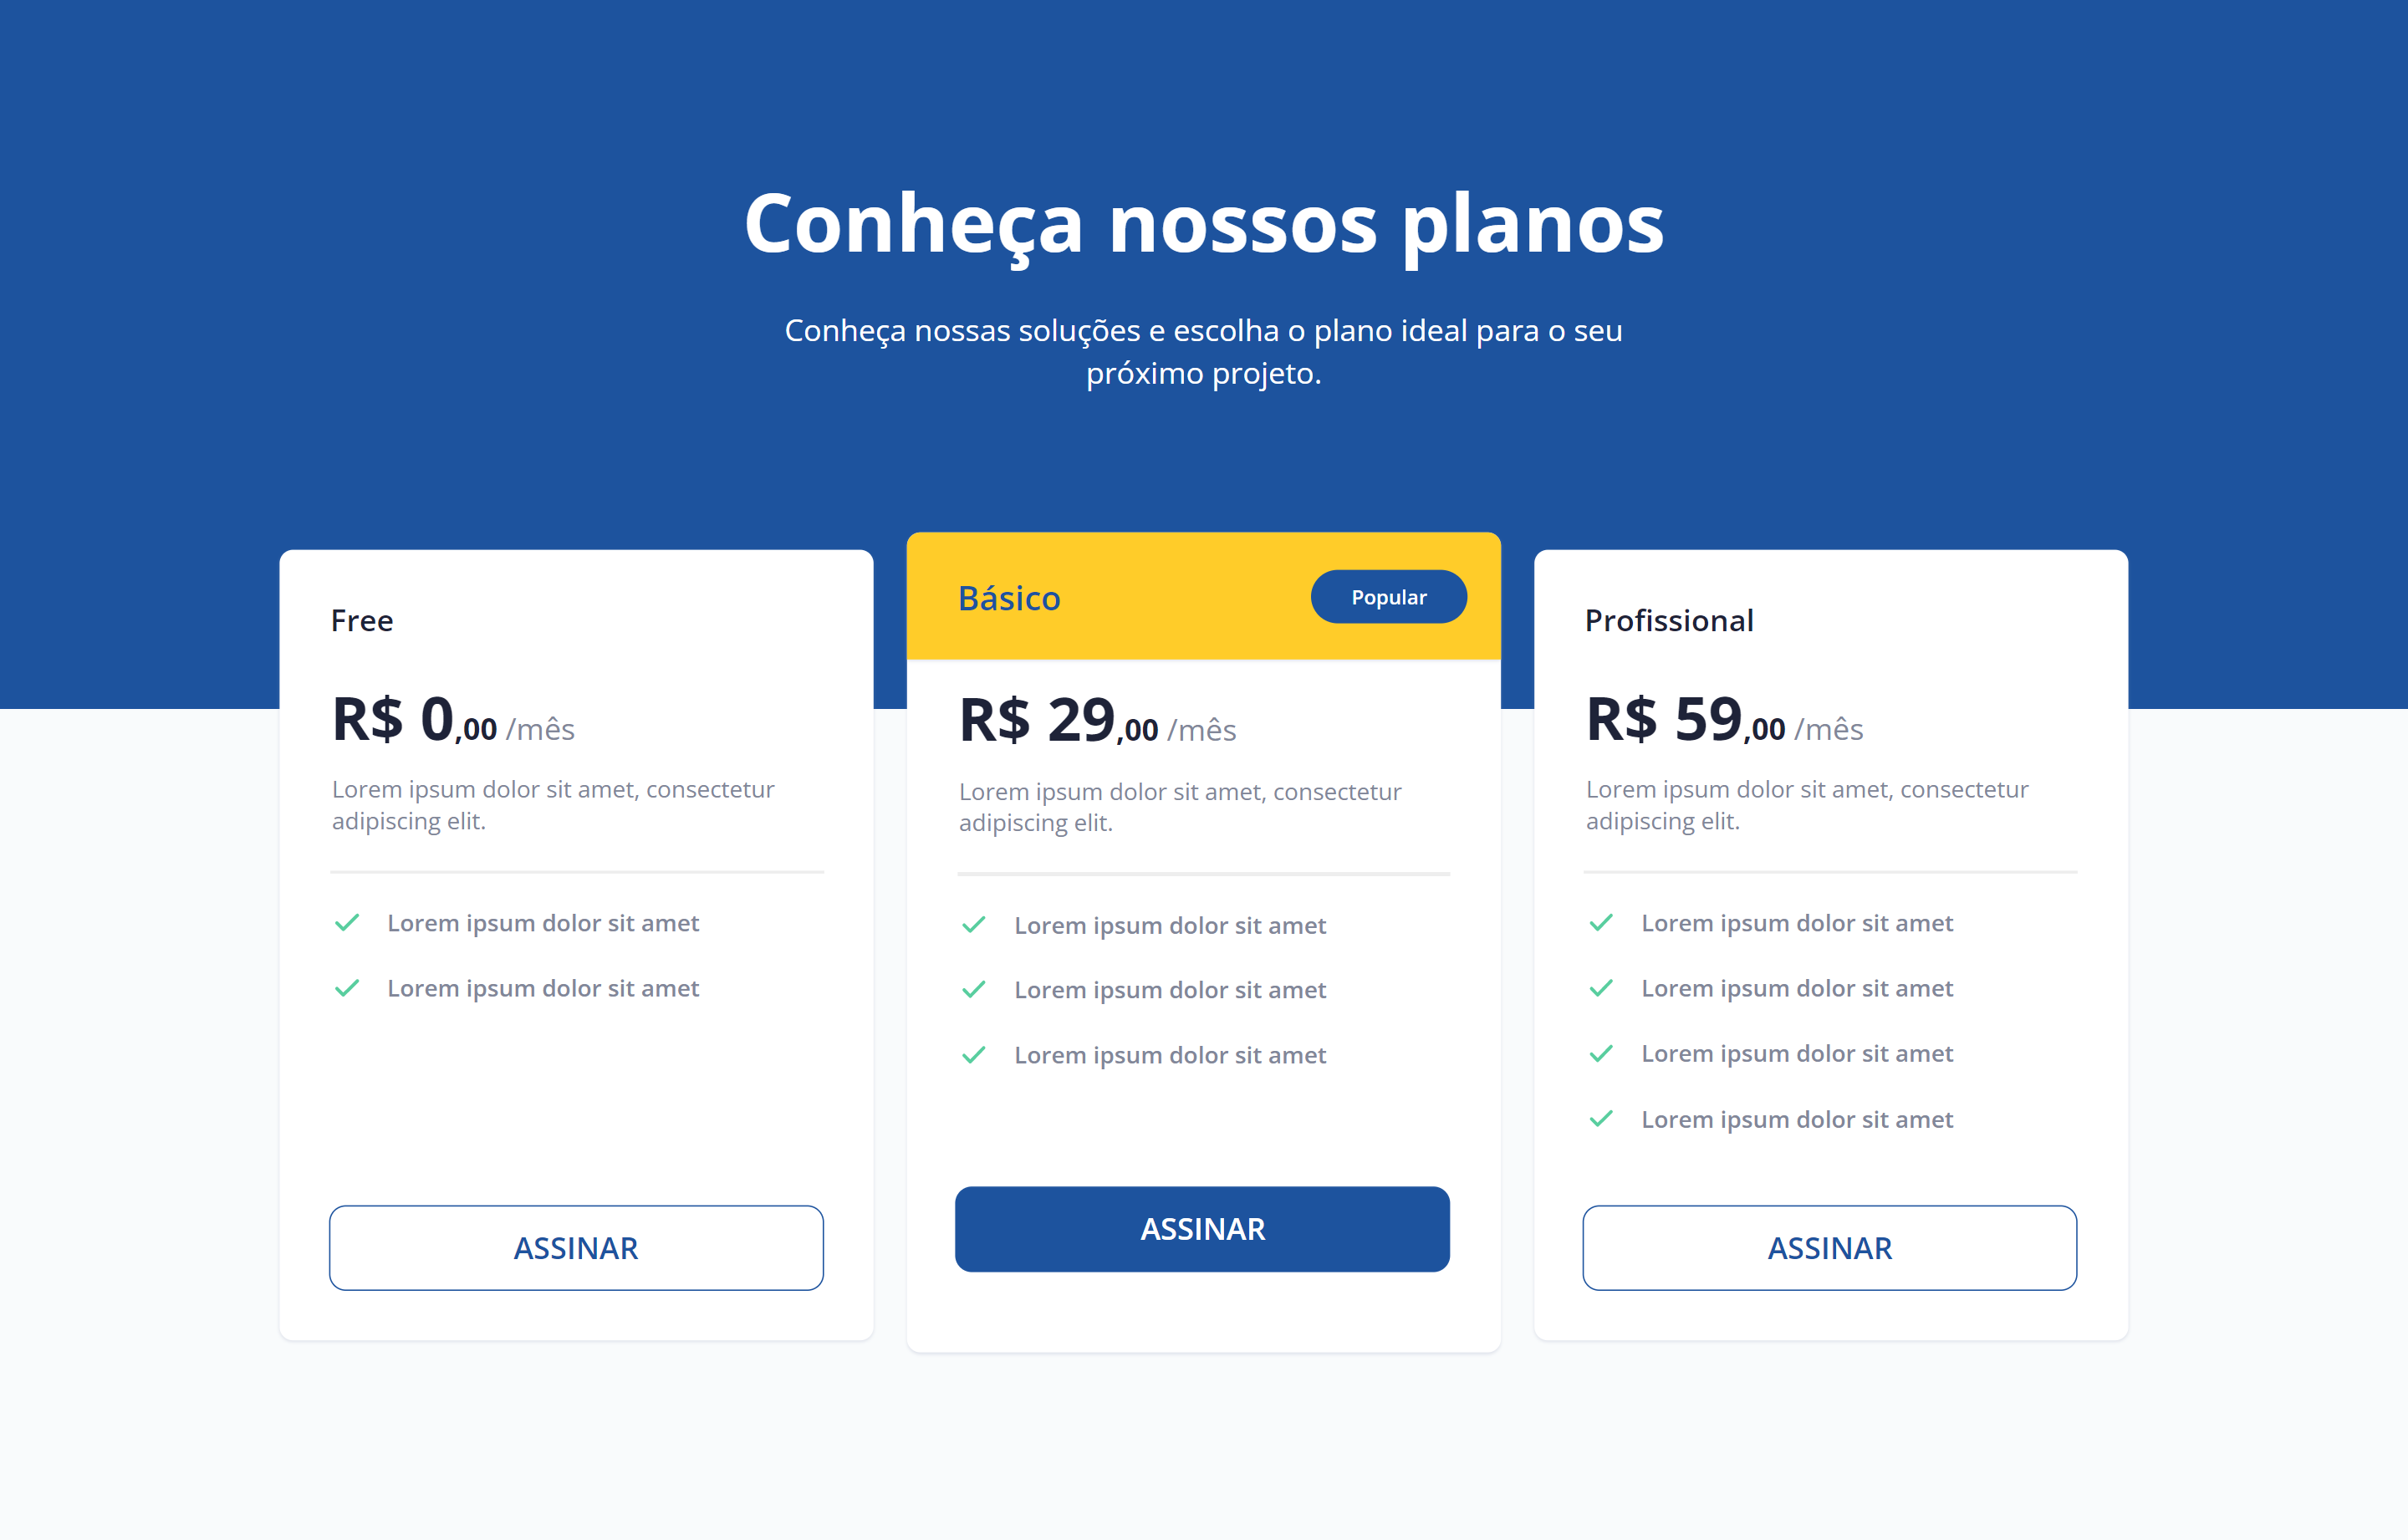 Conheça nossos planos
Conheça nossas soluções e escolha o plano ideal para o seu
próximo projeto.
Free
R$ 0,00 /mês
Lorem ipsum dolor sit amet, consectetur
adipiscing elit.
Lorem ipsum dolor sit amet
Lorem ipsum dolor sit amet
ASSINAR
Básico
Popular
R$ 29,00 /mês
Lorem ipsum dolor sit amet, consectetur
adipiscing elit.
Lorem ipsum dolor sit amet
Lorem ipsum dolor sit amet
Lorem ipsum dolor sit amet
ASSINAR
Profissional
R$ 59,00 /mês
Lorem ipsum dolor sit amet, consectetur
adipiscing elit.
Lorem ipsum dolor sit amet
Lorem ipsum dolor sit amet
Lorem ipsum dolor sit amet
Lorem ipsum dolor sit amet
ASSINAR